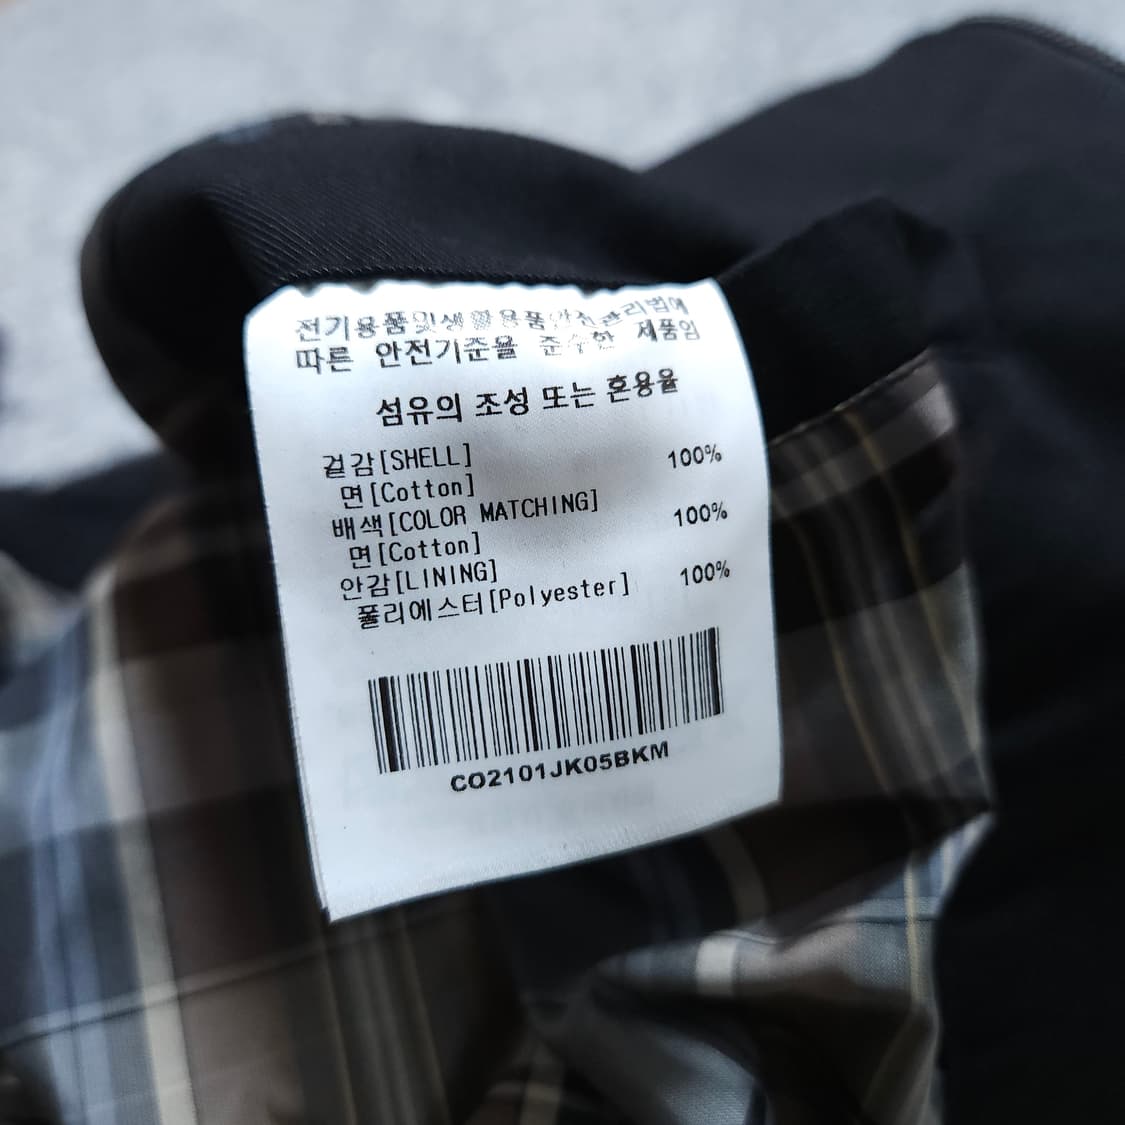 전기용품및생활용품안전관리법에
따른 안전기준을 준수한 제품임
섬유의 조성 또는 혼용율
겉감[SHELL]
면[Cotton] 100%
배색[COLOR MATCHING]
면[Cotton] 100%
안감[LINING]
폴리에스터[Polyester] 100%
CO2101JK05BKM